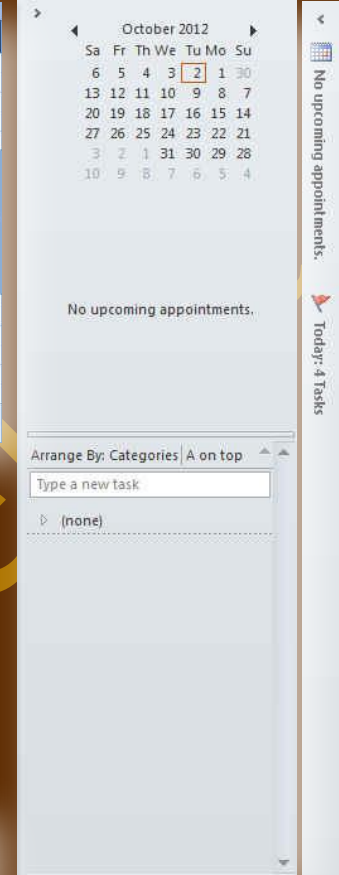 October 2012
Sa Fr Th We Tu Mo Su
6 5 4 3 2 1 30
13 12 11 10 9 8 7
20 19 18 17 16 15 14
27 26 25 24 23 22 21
3 2 1 31 30 29 28
10 9 8 7 6 5 4
No upcoming appointments.
Arrange By: Categories A on top
Type a new task
(none)
No upcoming appointments.
Today: 4 Tasks